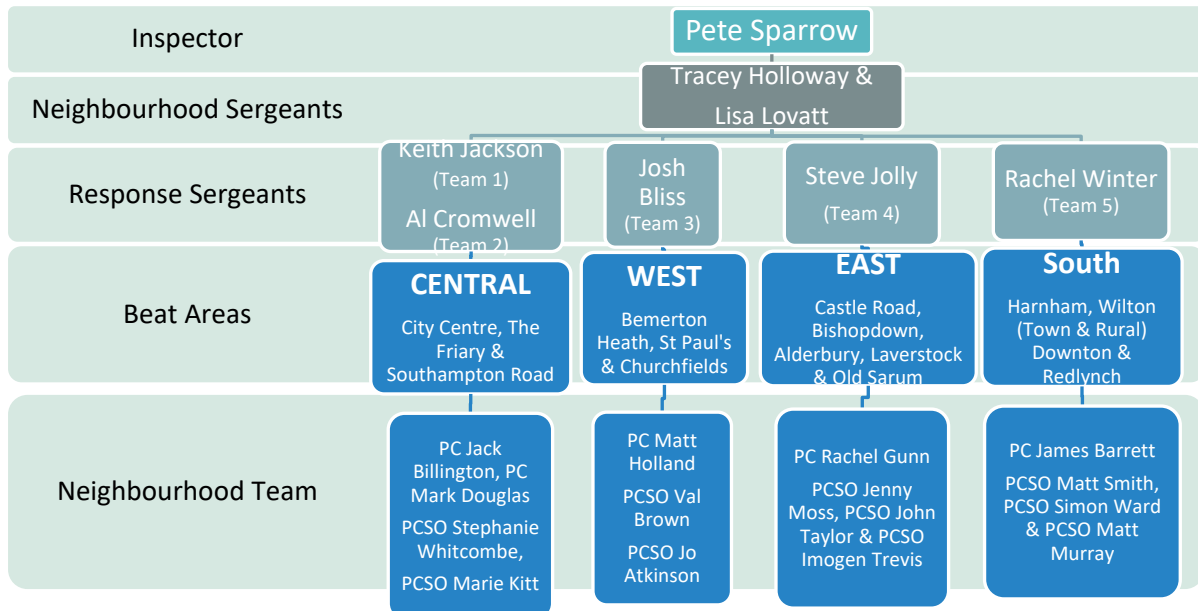 Inspector
Pete Sparrow
Neighbourhood Sergeants
Tracey Holloway &
Lisa Lovatt
Response Sergeants
Keith Jackson
(Team 1)
Al Cromwell
(Team 2)
Josh
Bliss
(Team 3)
Steve Jolly
(Team 4)
Rachel Winter
(Team 5)
Beat Areas
CENTRAL
City Centre, The
Friary &
Southampton Road
WEST
Bemerton
Heath, St Paul's
& Churchfields
EAST
Castle Road,
Bishopdown,
Alderbury, Laverstock
& Old Sarum
South
Harnham, Wilton
(Town & Rural)
Downton &
Redlynch
Neighbourhood Team
PC Jack
Billington, PC
Mark Douglas
PCSO Stephanie
Whitcombe,
PCSO Marie Kitt
PC Matt
Holland
PCSO Val
Brown
PCSO Jo
Atkinson
PC Rachel Gunn
PCSO Jenny
Moss, PCSO John
Taylor & PCSO
Imogen Trevis
PC James Barrett
PCSO Matt Smith,
PCSO Simon Ward
& PCSO Matt
Murray